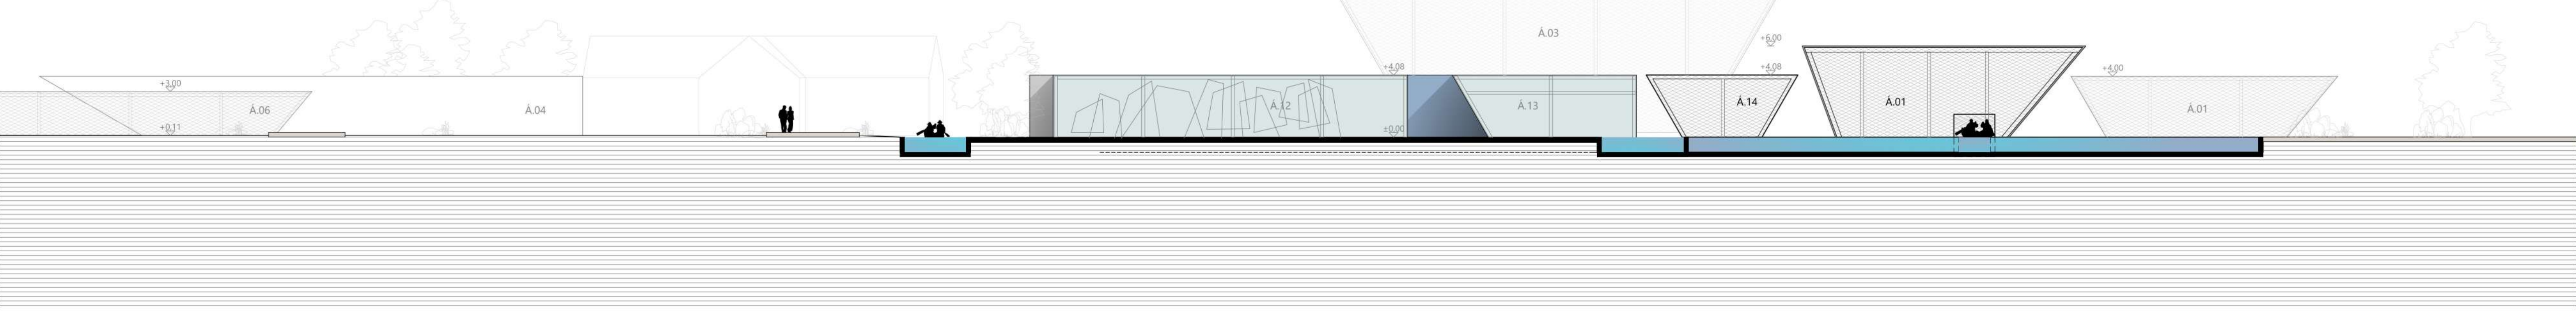 +3.00
Á.06
+0.11
Á.04
+4.08
Á.12
±0.00
Á.03
Á.13
+6.00
+4.08
Á.14
Á.01
+4.00
Á.01